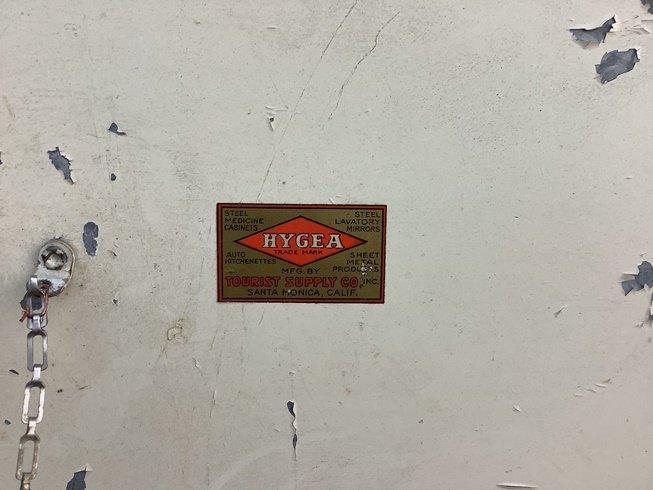 STEEL
MEDICINE
CABINETS
STEEL
LAVATORY
MIRRORS
HYGEA
TRADE MARK
AUTO
KITCHENETTES
SHEET
METAL
PRODUCTS
MFG. BY
TOURIST SUPPLY CO. INC.
SANTA MONICA, CALIF.